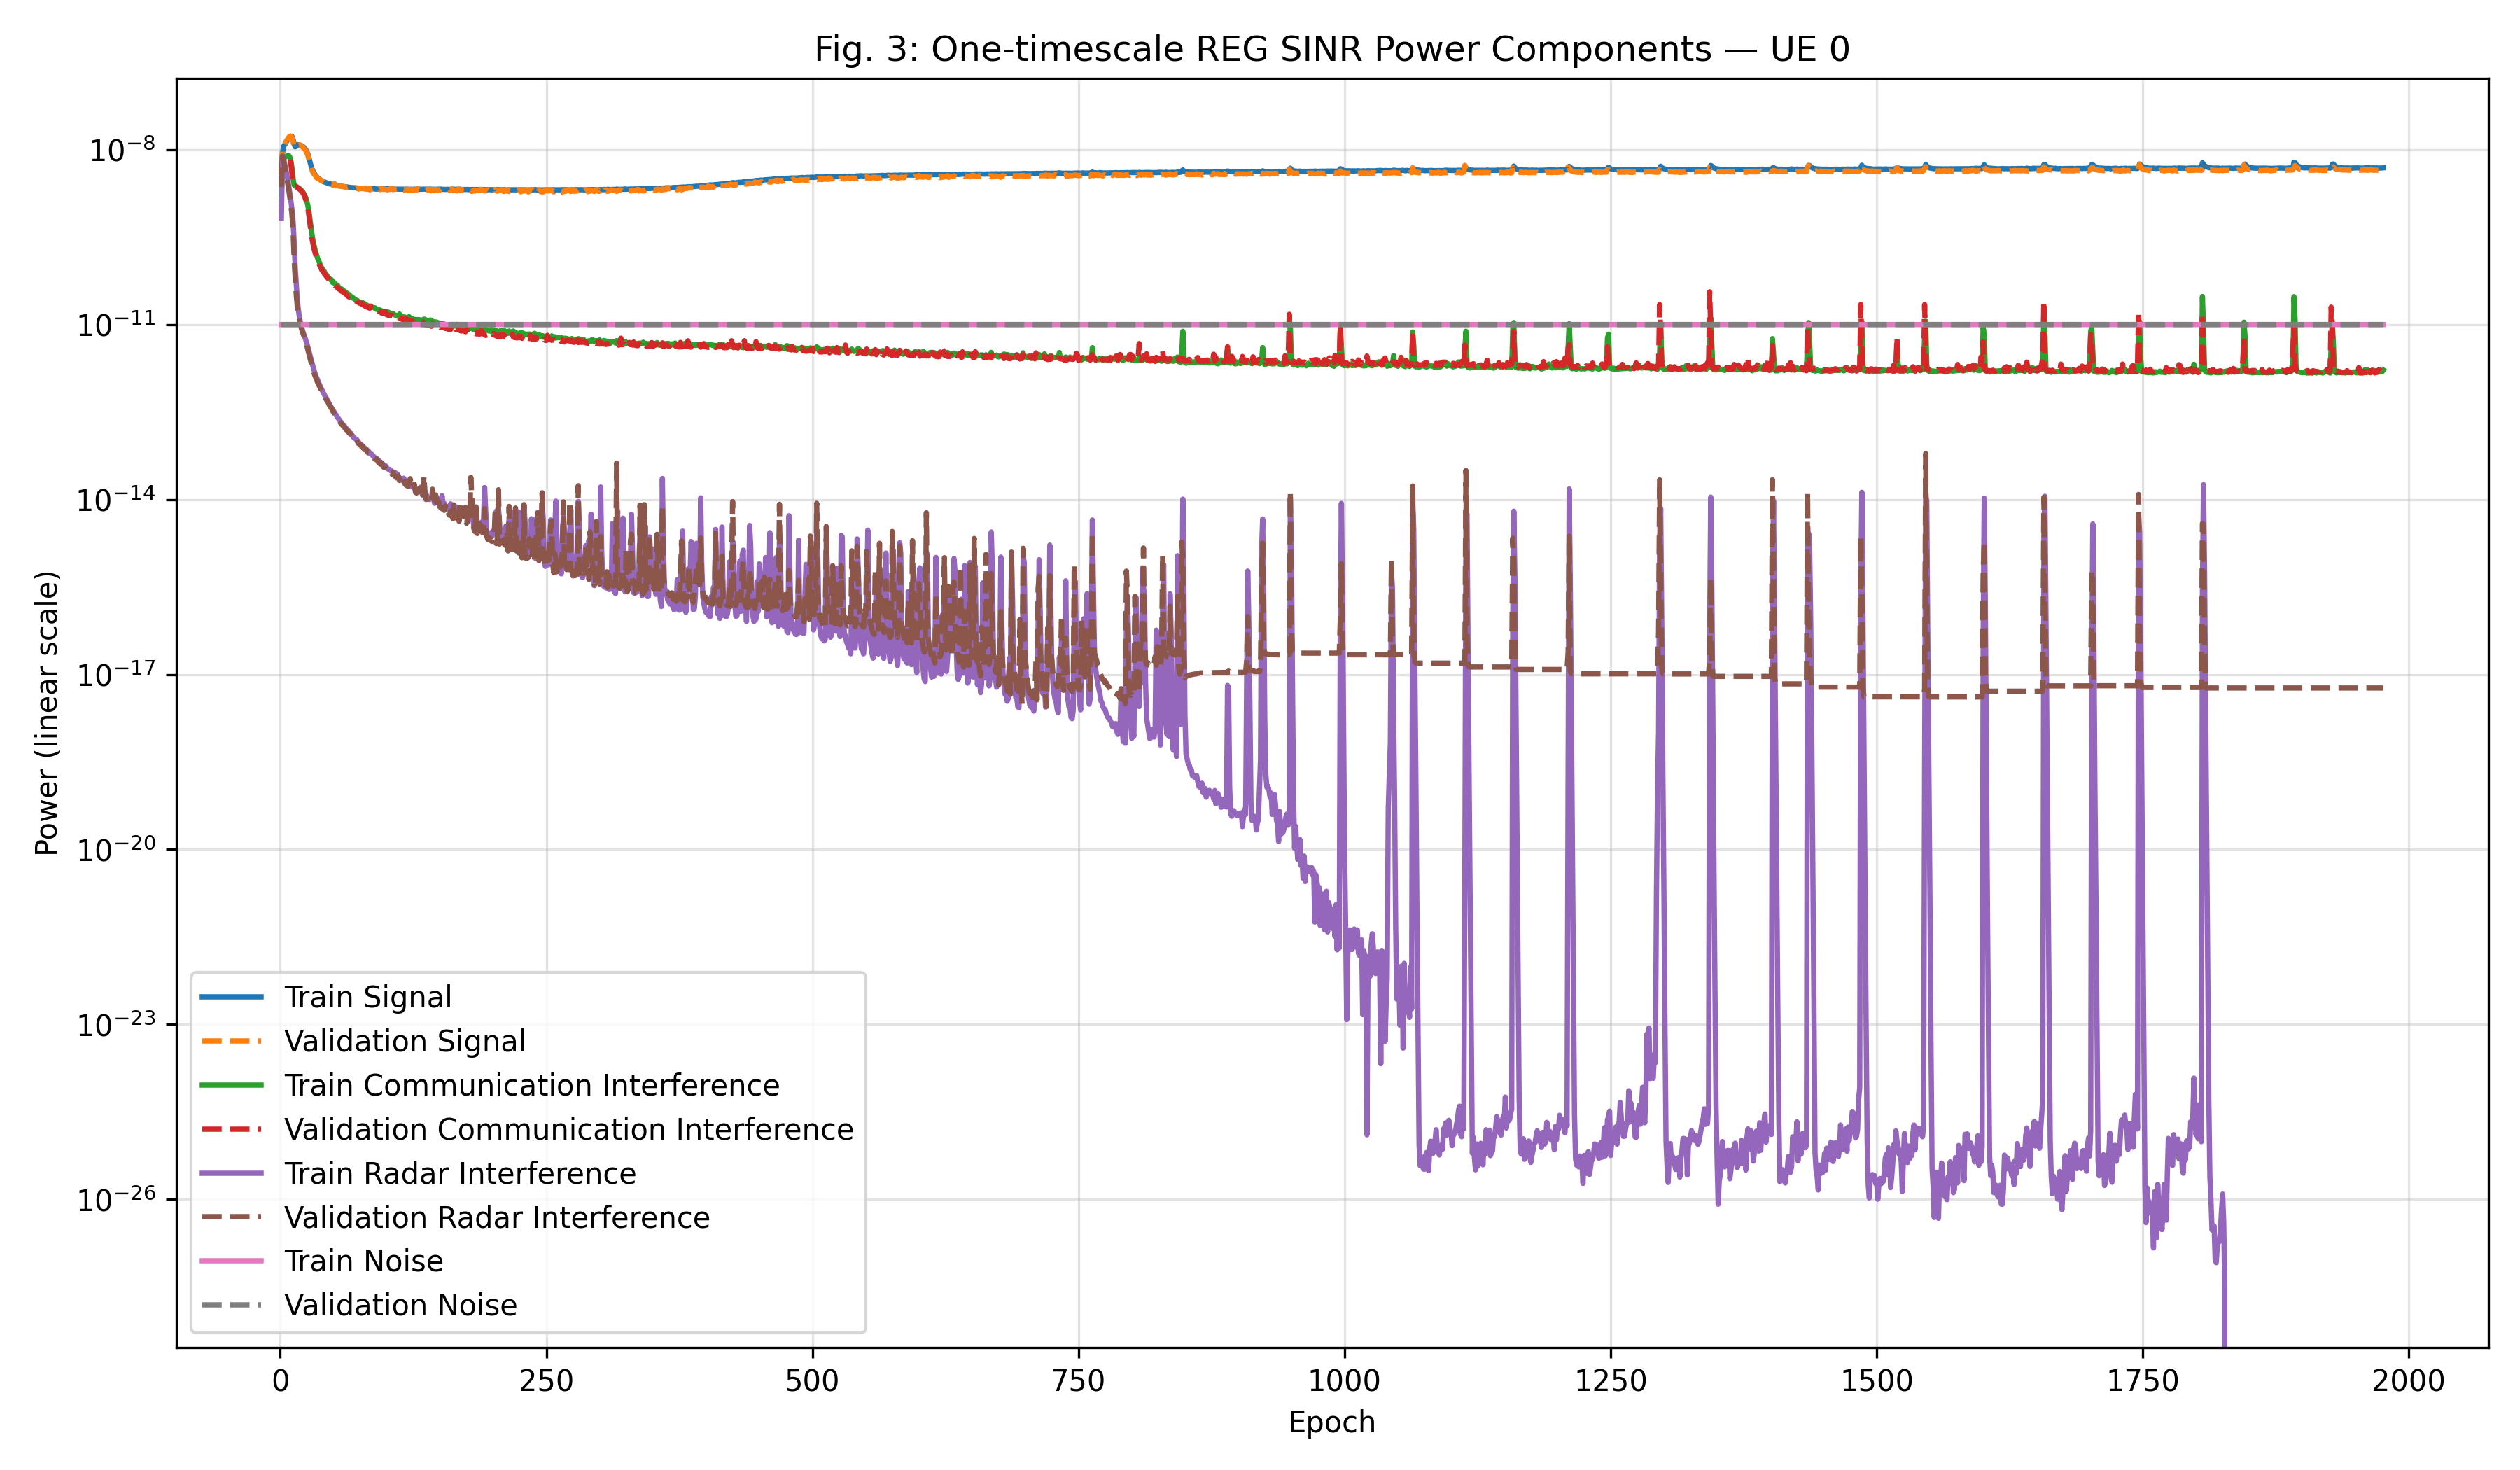 Fig. 3: One-timescale REG SINR Power Components — UE 0
Power (linear scale)
10⁻⁸
10⁻¹¹
10⁻¹⁴
10⁻¹⁷
10⁻²⁰
10⁻²³
10⁻²⁶
Train Signal
Validation Signal
Train Communication Interference
Validation Communication Interference
Train Radar Interference
Validation Radar Interference
Train Noise
Validation Noise
0 250 500 750 1000 1250 1500 1750 2000
Epoch